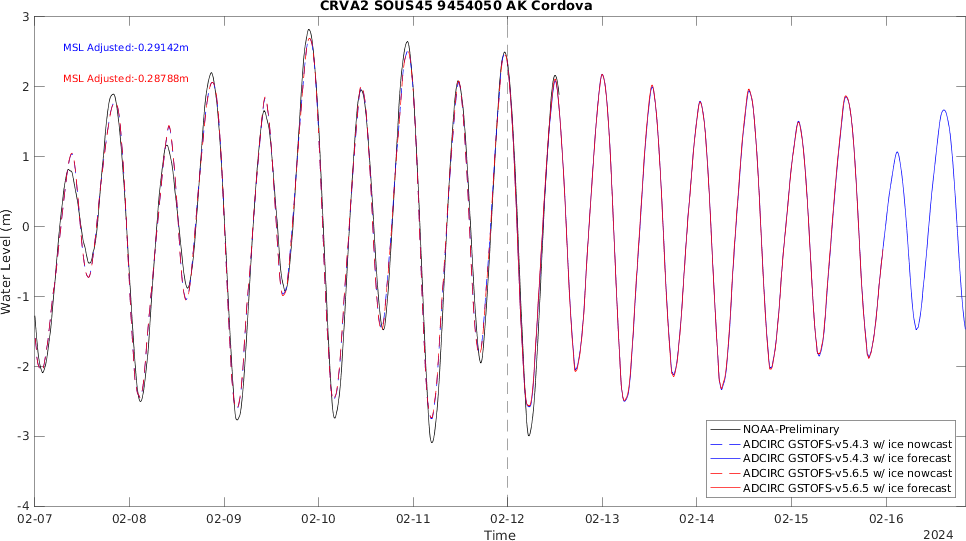 CRVA2 SOUS45 9454050 AK Cordova
MSL Adjusted:-0.29142m
MSL Adjusted:-0.28788m
Water Level (m)
3
2
1
0
-1
-2
-3
-4
NOAA-Preliminary
ADCIRC GSTOFS-v5.4.3 w/ ice nowcast
ADCIRC GSTOFS-v5.4.3 w/ ice forecast
ADCIRC GSTOFS-v5.6.5 w/ ice nowcast
ADCIRC GSTOFS-v5.6.5 w/ ice forecast
02-07 02-08 02-09 02-10 02-11 02-12 02-13 02-14 02-15 02-16
Time
2024